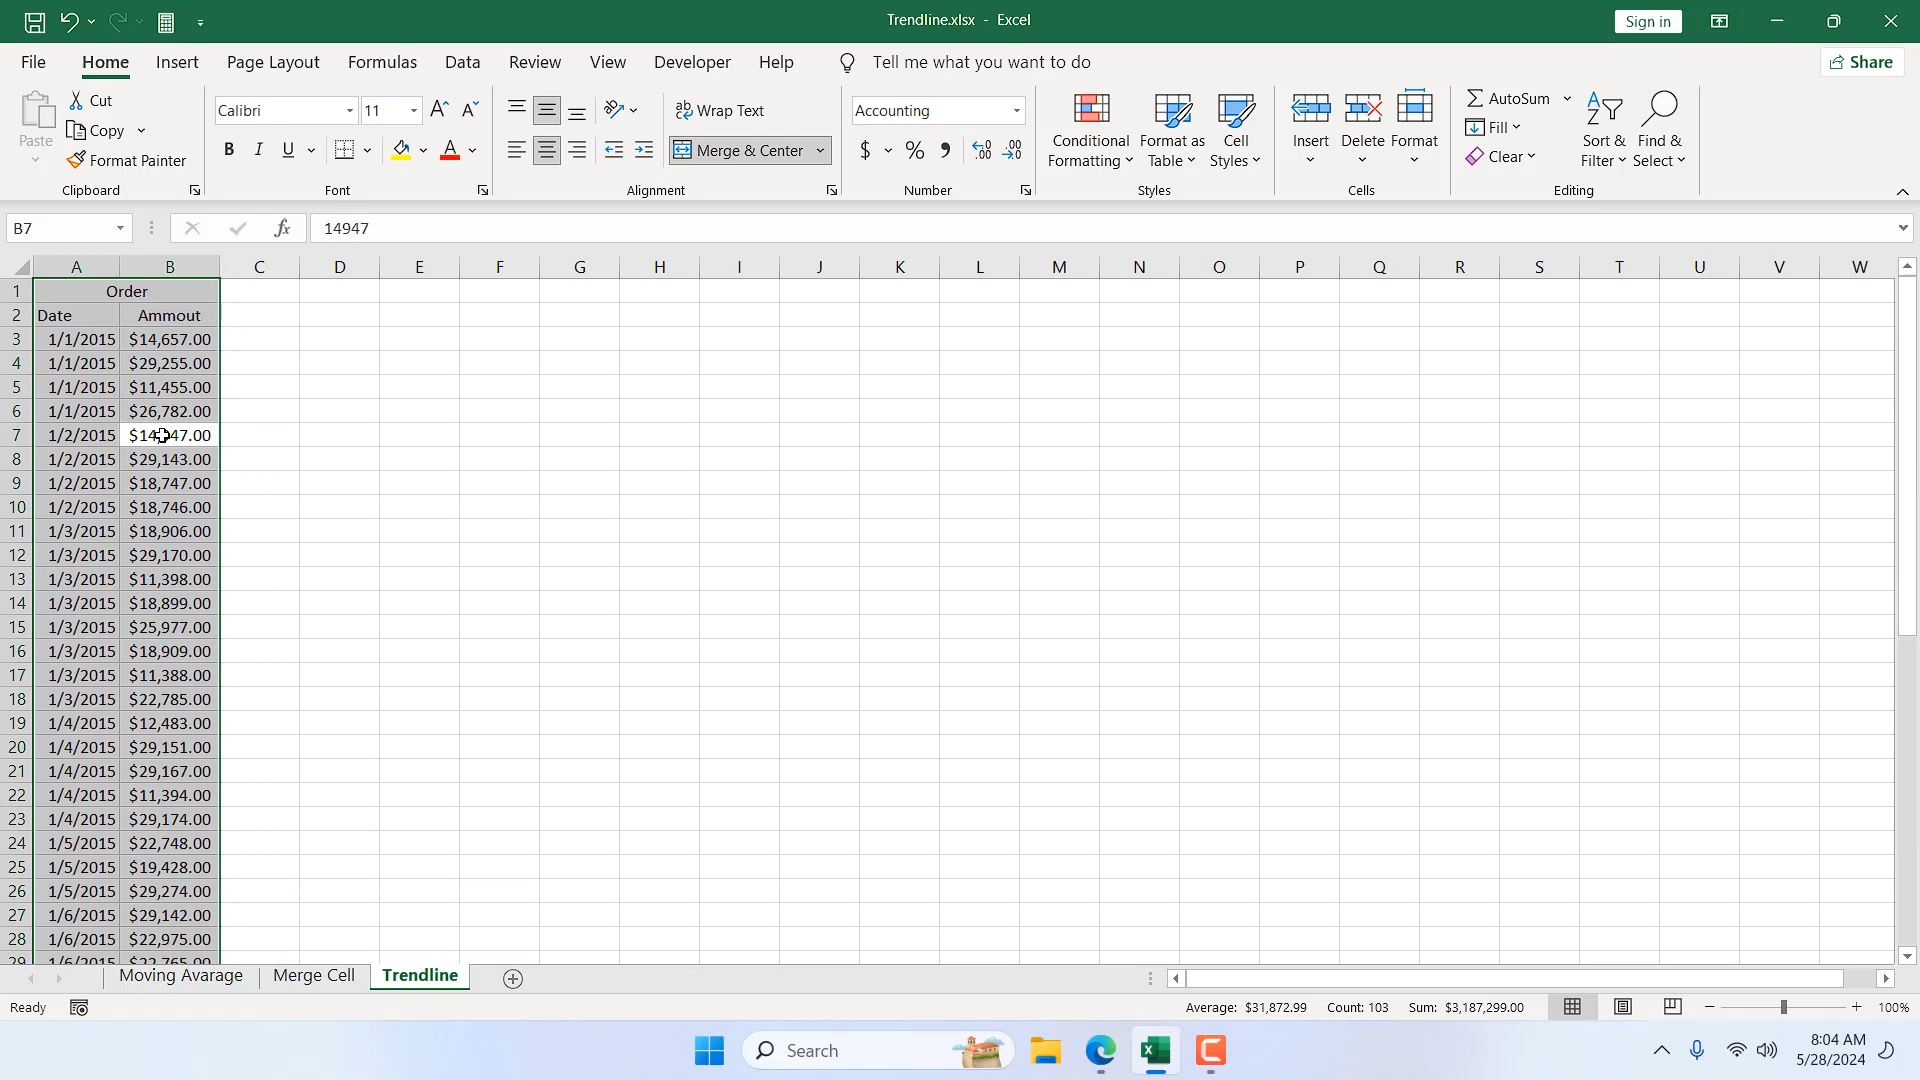 Trendline.xlsx - Excel
Sign in
File Home Insert Page Layout Formulas Data Review View Developer Help Tell me what you want to do Share
Paste
Cut
Copy
Format Painter
Clipboard
Calibri 11
B I U
Font
Wrap Text
Merge & Center
Alignment
Accounting
$ % ,
Number
Conditional Formatting
Format as Table
Cell Styles
Styles
Insert Delete Format
Cells
AutoSum
Fill
Clear
Sort & Filter
Find & Select
Editing
B7 fx 14947
A B C D E F G H I J K L M N O P Q R S T U V W
1 Order
2 Date Ammout
3 1/1/2015 $14,657.00
4 1/1/2015 $29,255.00
5 1/1/2015 $11,455.00
6 1/1/2015 $26,782.00
7 1/2/2015
8 1/2/2015 $29,143.00
9 1/2/2015 $18,747.00
10 1/2/2015 $18,746.00
11 1/3/2015 $18,906.00
12 1/3/2015 $29,170.00
13 1/3/2015 $11,398.00
14 1/3/2015 $18,899.00
15 1/3/2015 $25,977.00
16 1/3/2015 $18,909.00
17 1/3/2015 $11,388.00
18 1/3/2015 $22,785.00
19 1/4/2015 $12,483.00
20 1/4/2015 $29,151.00
21 1/4/2015 $29,167.00
22 1/4/2015 $11,394.00
23 1/4/2015 $29,174.00
24 1/5/2015 $22,748.00
25 1/5/2015 $19,428.00
26 1/5/2015 $29,274.00
27 1/6/2015 $29,142.00
28 1/6/2015 $22,975.00
29 1/6/2015 $22,765.00
Moving Avarage Merge Cell Trendline
Ready Average: $31,872.99 Count: 103 Sum: $3,187,299.00 100%
Search
8:04 AM
5/28/2024